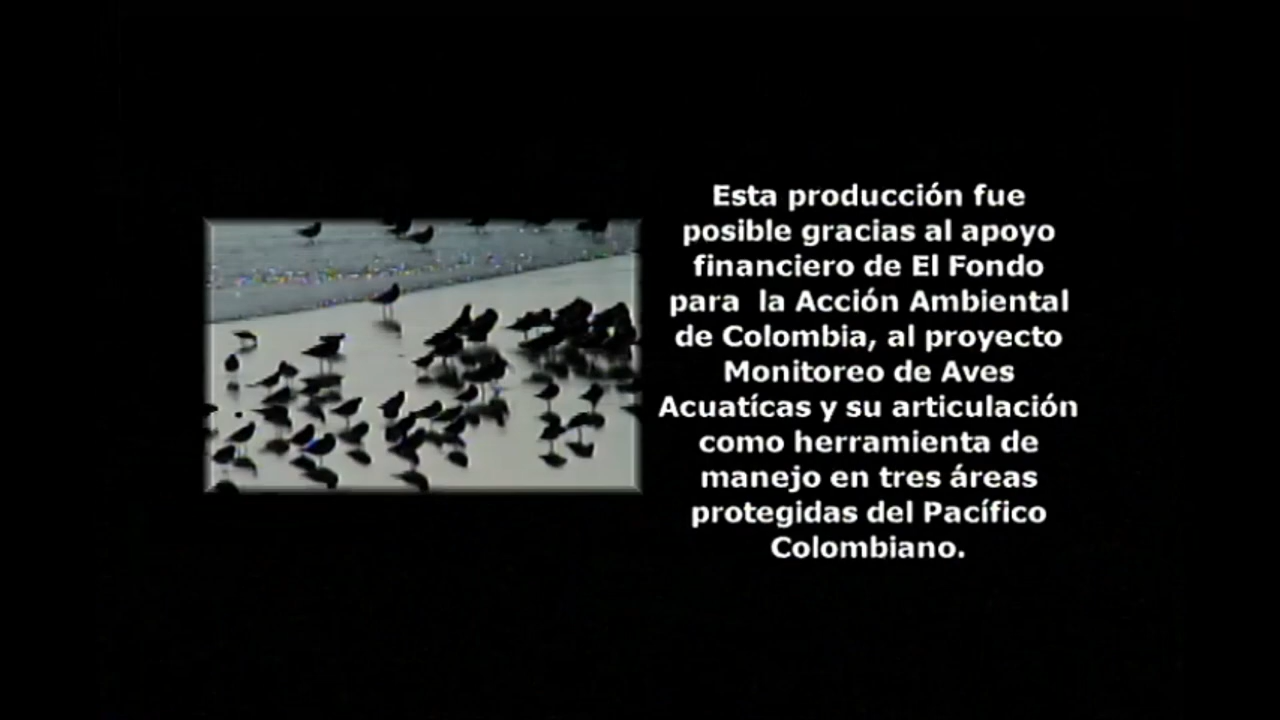 Esta producción fue
posible gracias al apoyo
financiero de El Fondo
para  la Acción Ambiental
de Colombia, al proyecto
Monitoreo de Aves
Acuatícas y su articulación
como herramienta de
manejo en tres áreas
protegidas del Pacífico
Colombiano.